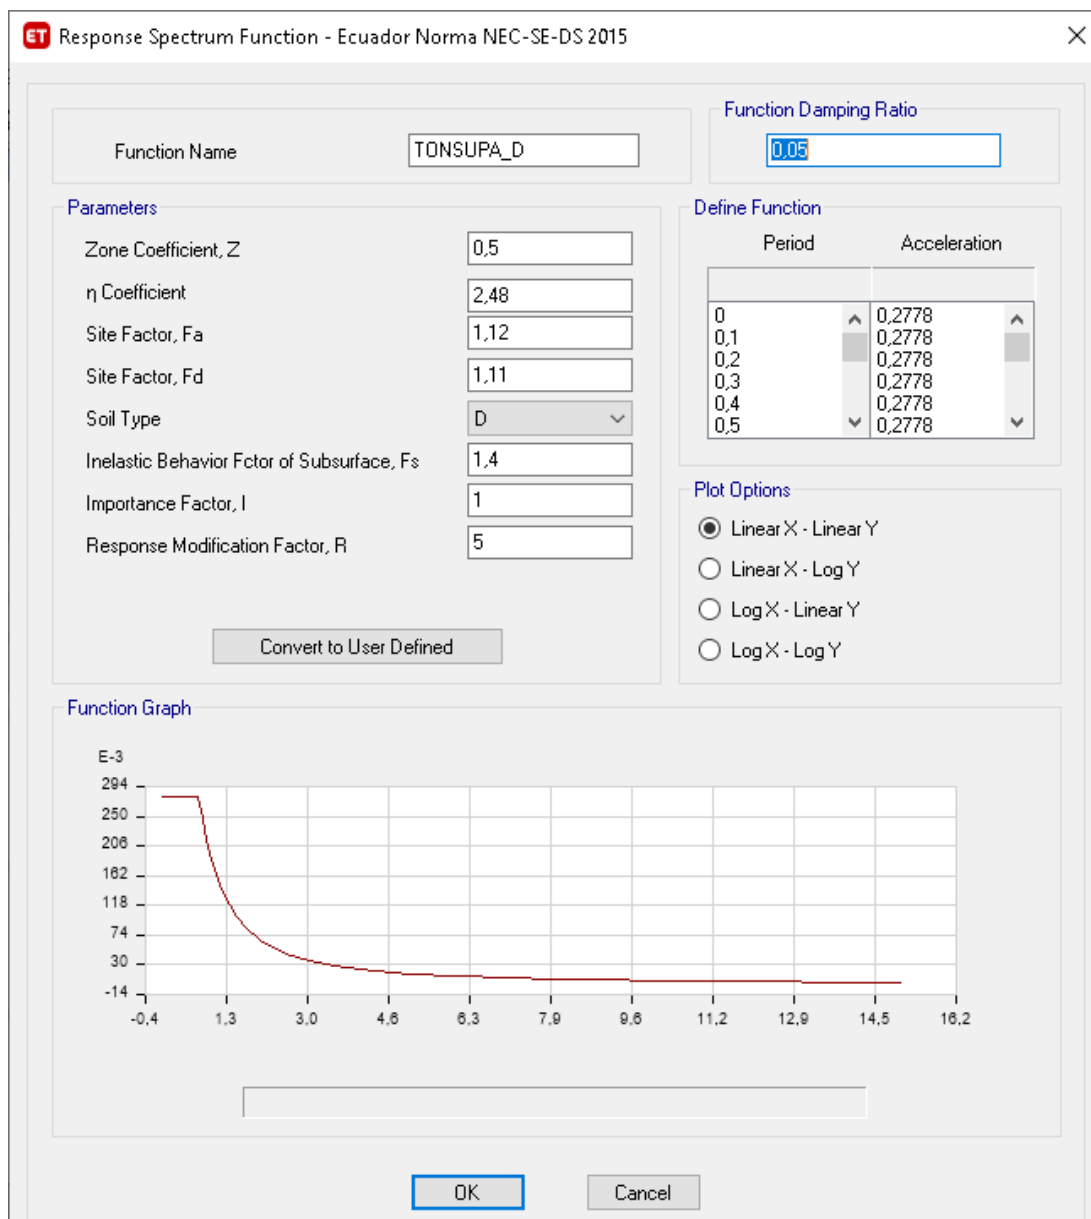 ET Response Spectrum Function - Ecuador Norma NEC-SE-DS 2015
Function Name TONSUPA_D
Function Damping Ratio
0,05
Parameters
Zone Coefficient, Z 0,5
η Coefficient 2,48
Site Factor, Fa 1,12
Site Factor, Fd 1,11
Soil Type D
Inelastic Behavior Fctor of Subsurface, Fs 1,4
Importance Factor, I 1
Response Modification Factor, R 5
Convert to User Defined
Define Function
Period Acceleration
0 0,2778
0,1 0,2778
0,2 0,2778
0,3 0,2778
0,4 0,2778
0,5 0,2778
Plot Options
Linear X - Linear Y
Linear X - Log Y
Log X - Linear Y
Log X - Log Y
Function Graph
E-3
294
250
206
162
118
74
30
-14
-0,4 1,3 3,0 4,6 6,3 7,9 9,6 11,2 12,9 14,5 16,2
OK Cancel